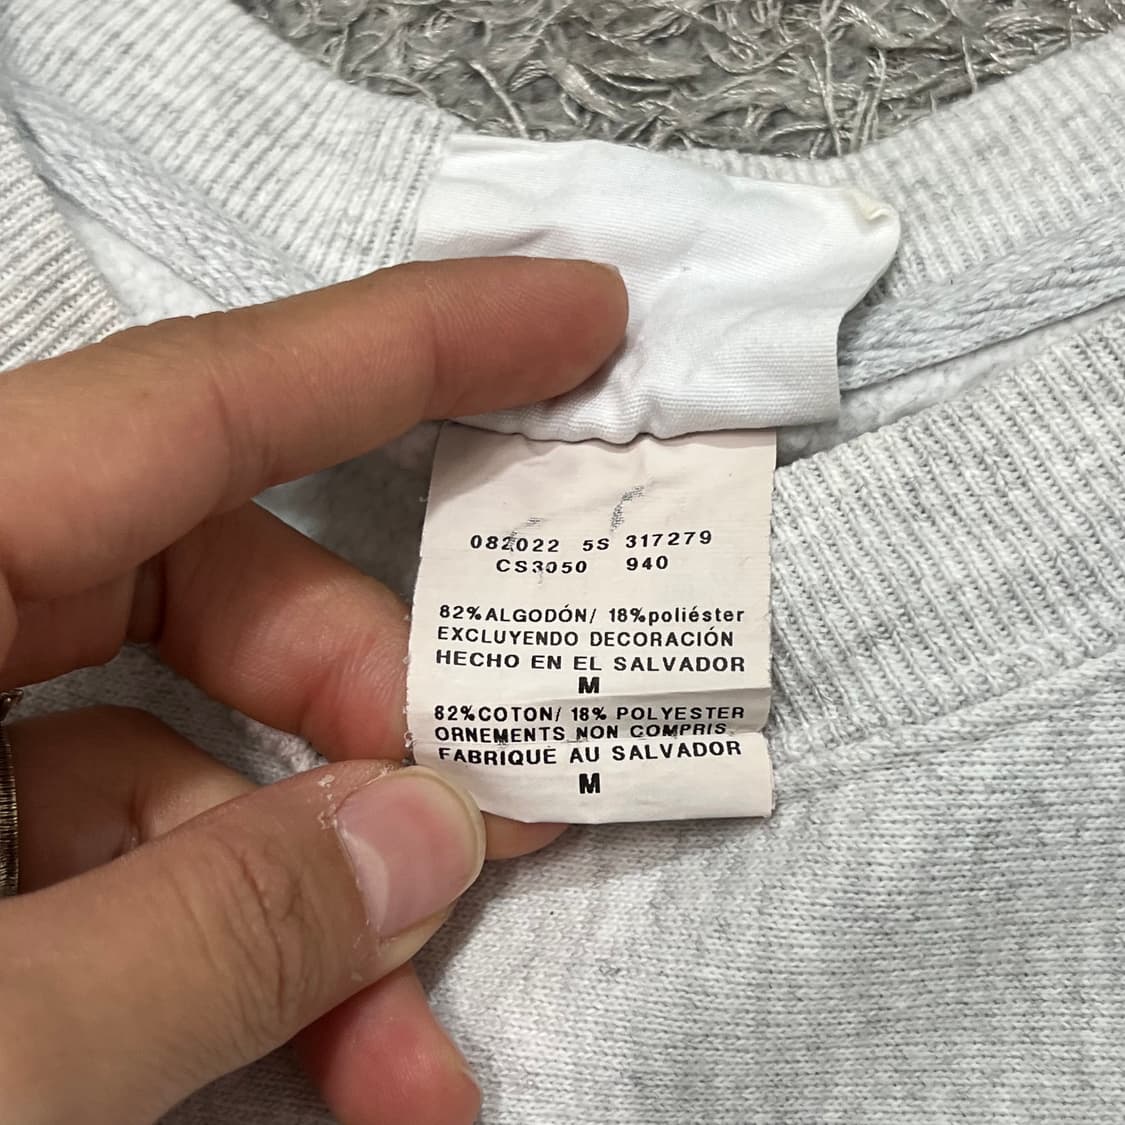 082022 5S 317279
CS3050 940
82%ALGODÓN/ 18%poliéster
EXCLUYENDO DECORACIÓN
HECHO EN EL SALVADOR
M
82%COTON/ 18% POLYESTER
ORNEMENTS NON COMPRIS
FABRIQUÉ AU SALVADOR
M